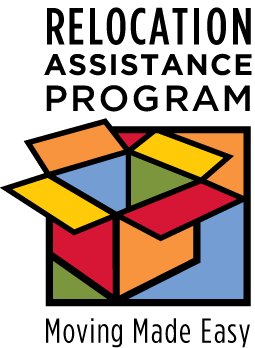 RELOCATION
ASSISTANCE
PROGRAM
Moving Made Easy